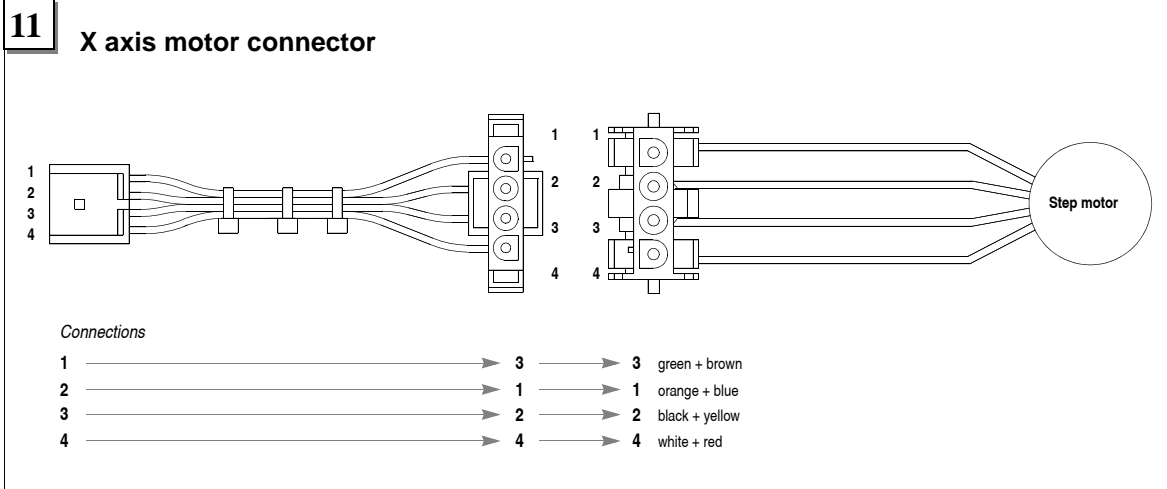 11
X axis motor connector
1 1
1
2 2
2
3
3 3
4
4 4
Step motor
Connections
1 3 3 green + brown
2 1 1 orange + blue
3 2 2 black + yellow
4 4 4 white + red